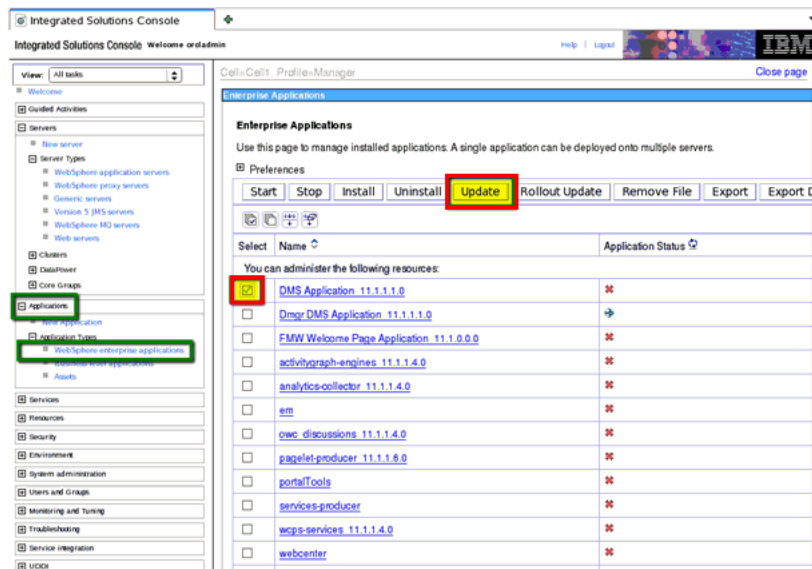 Integrated Solutions Console
Integrated Solutions Console Welcome orcladmin
Help | Logout
IBM
View: All tasks
Welcome
Guided Activities
Servers
New server
Server Types
WebSphere application servers
WebSphere proxy servers
Generic servers
Version 5 JMS servers
WebSphere MQ servers
Web servers
Clusters
DataPower
Core Groups
Applications
New Application
Application Types
WebSphere enterprise applications
Business-level applications
Assets
Services
Resources
Security
Environment
System administration
Users and Groups
Monitoring and Tuning
Troubleshooting
Service integration
UDDI
Cell=Cell1, Profile=Manager
Close page
Enterprise Applications
Enterprise Applications
Use this page to manage installed applications. A single application can be deployed onto multiple servers.
Preferences
Start Stop Install Uninstall Update Rollout Update Remove File Export Export D
Select Name Application Status
You can administer the following resources:
DMS Application 11.1.1.1.0
Dmgr DMS Application 11.1.1.1.0
FMW Welcome Page Application 11.1.0.0.0
activitygraph-engines 11.1.1.4.0
analytics-collector 11.1.1.4.0
em
owc_discussions 11.1.1.4.0
pagelet-producer 11.1.1.6.0
portalTools
services-producer
wcps-services 11.1.1.4.0
webcenter